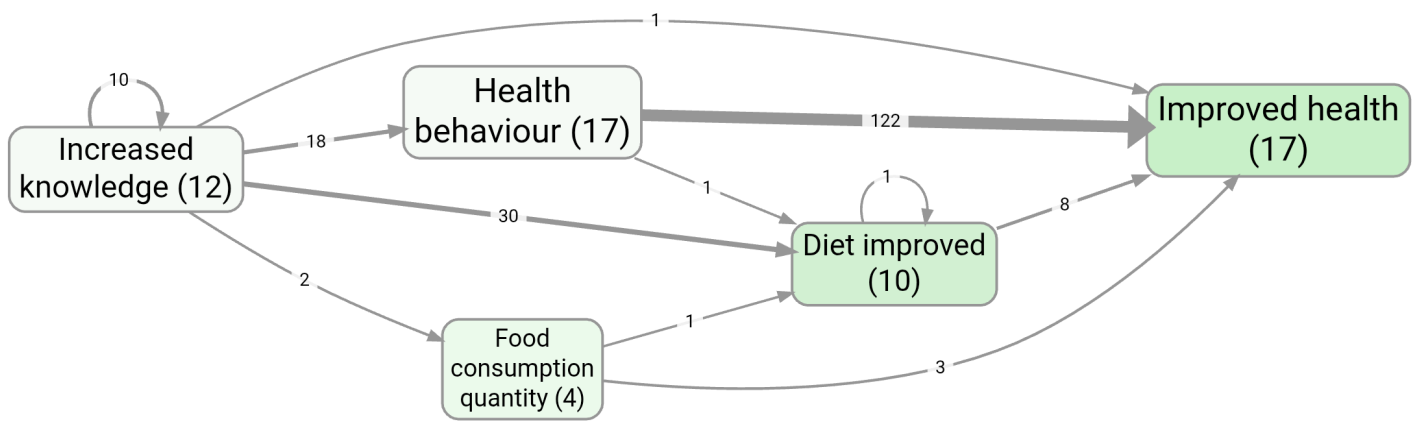 1
10
Increased
knowledge (12)
18
Health
behaviour (17)
122
Improved health
(17)
30
1
1
Diet improved
(10)
8
2
Food
consumption
quantity (4)
1
3